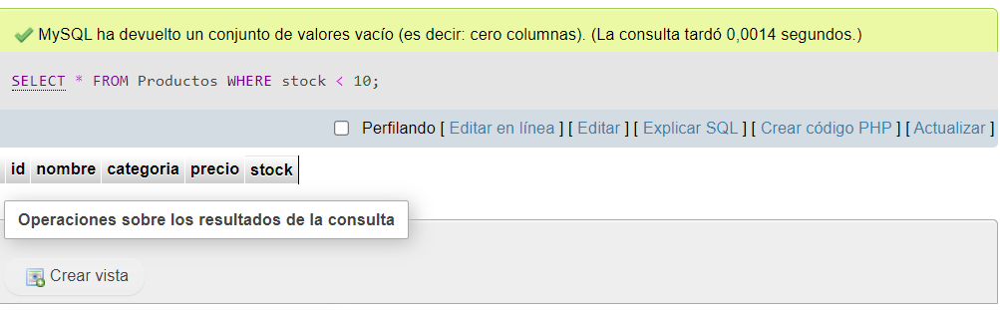 MySQL ha devuelto un conjunto de valores vacío (es decir: cero columnas). (La consulta tardó 0,0014 segundos.)
SELECT * FROM Productos WHERE stock < 10;
Perfilando [ Editar en línea ] [ Editar ] [ Explicar SQL ] [ Crear código PHP ] [ Actualizar ]
id nombre categoria precio stock
Operaciones sobre los resultados de la consulta
Crear vista